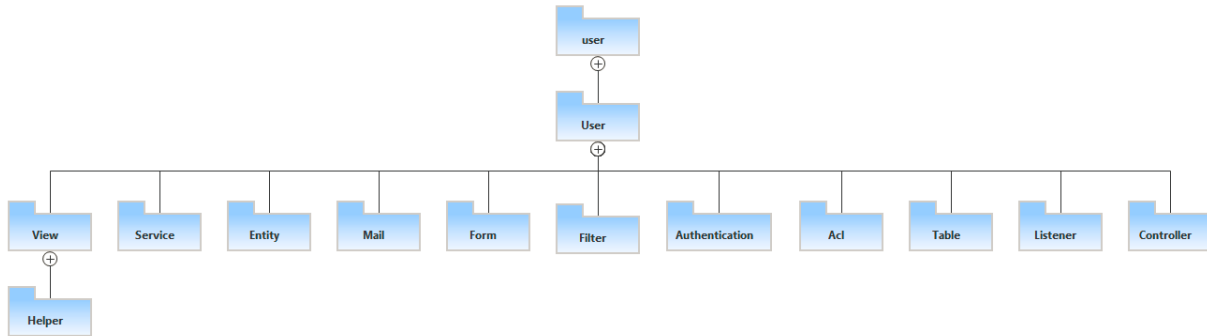 user
User
View
Service
Entity
Mail
Form
Filter
Authentication
Acl
Table
Listener
Controller
Helper